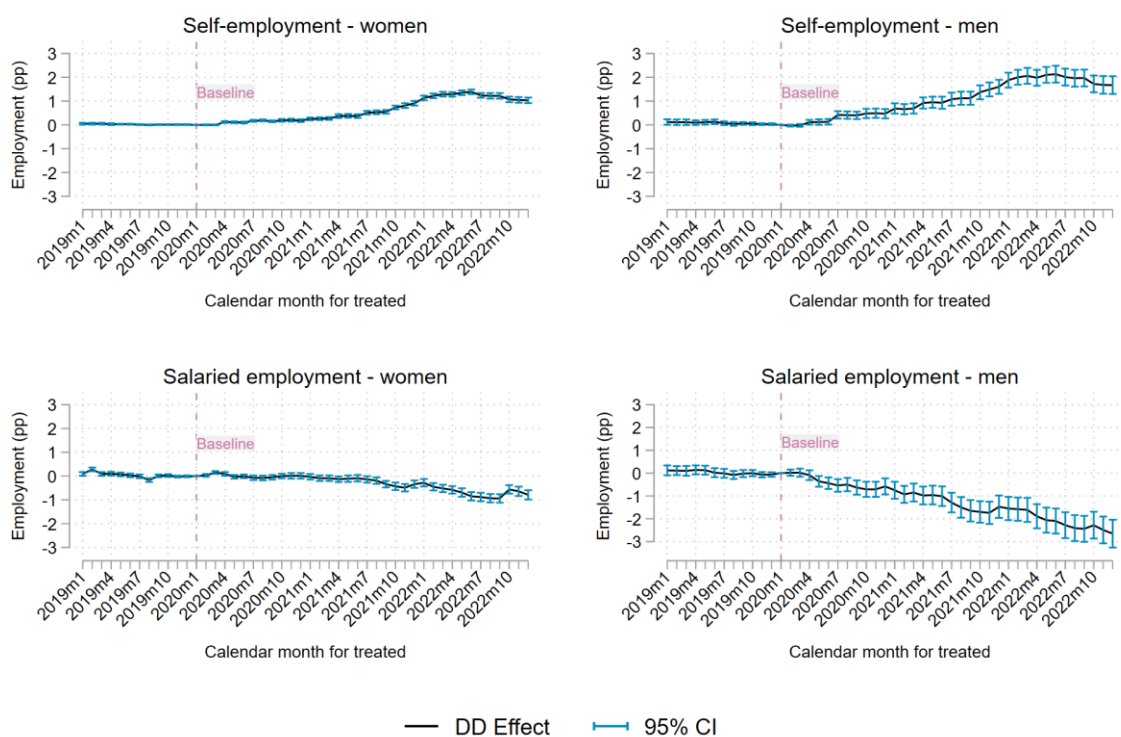 Self-employment - women
Employment (pp)
3
2
1
0
-1
-2
-3
Baseline
2019m1
2019m4
2019m7
2019m10
2020m1
2020m4
2020m7
2020m10
2021m1
2021m4
2021m7
2021m10
2022m1
2022m4
2022m7
2022m10
Calendar month for treated
Self-employment - men
Employment (pp)
3
2
1
0
-1
-2
-3
Baseline
2019m1
2019m4
2019m7
2019m10
2020m1
2020m4
2020m7
2020m10
2021m1
2021m4
2021m7
2021m10
2022m1
2022m4
2022m7
2022m10
Calendar month for treated
Salaried employment - women
Employment (pp)
3
2
1
0
-1
-2
-3
Baseline
2019m1
2019m4
2019m7
2019m10
2020m1
2020m4
2020m7
2020m10
2021m1
2021m4
2021m7
2021m10
2022m1
2022m4
2022m7
2022m10
Calendar month for treated
Salaried employment - men
Employment (pp)
3
2
1
0
-1
-2
-3
Baseline
2019m1
2019m4
2019m7
2019m10
2020m1
2020m4
2020m7
2020m10
2021m1
2021m4
2021m7
2021m10
2022m1
2022m4
2022m7
2022m10
Calendar month for treated
DD Effect 95% CI